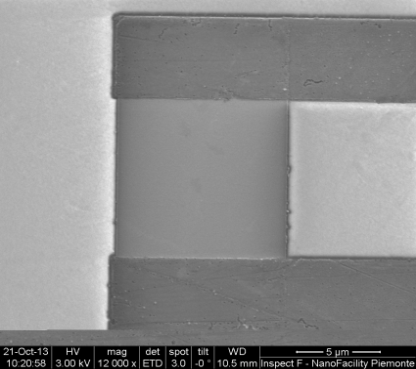 21-Oct-13 HV mag det spot tilt WD 5 µm
10:20:58 3.00 kV 12 000 x ETD 3.0 -0 ° 10.5 mm Inspect F - NanoFacility Piemonte